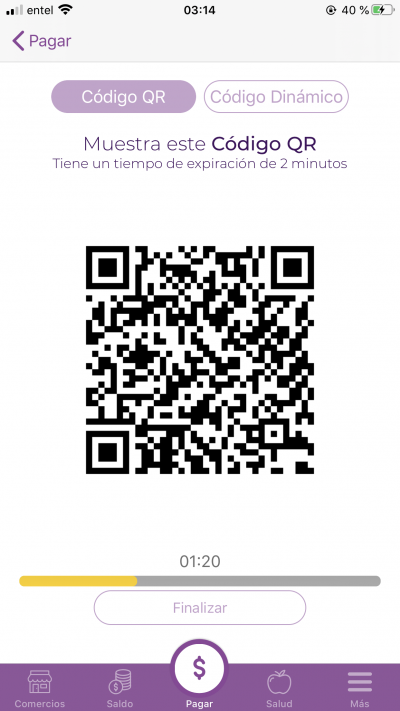 entel 03:14 40 %
Pagar
Código QR Código Dinámico
Muestra este Código QR
Tiene un tiempo de expiración de 2 minutos
01:20
Finalizar
$
Comercios Saldo Pagar Salud Más